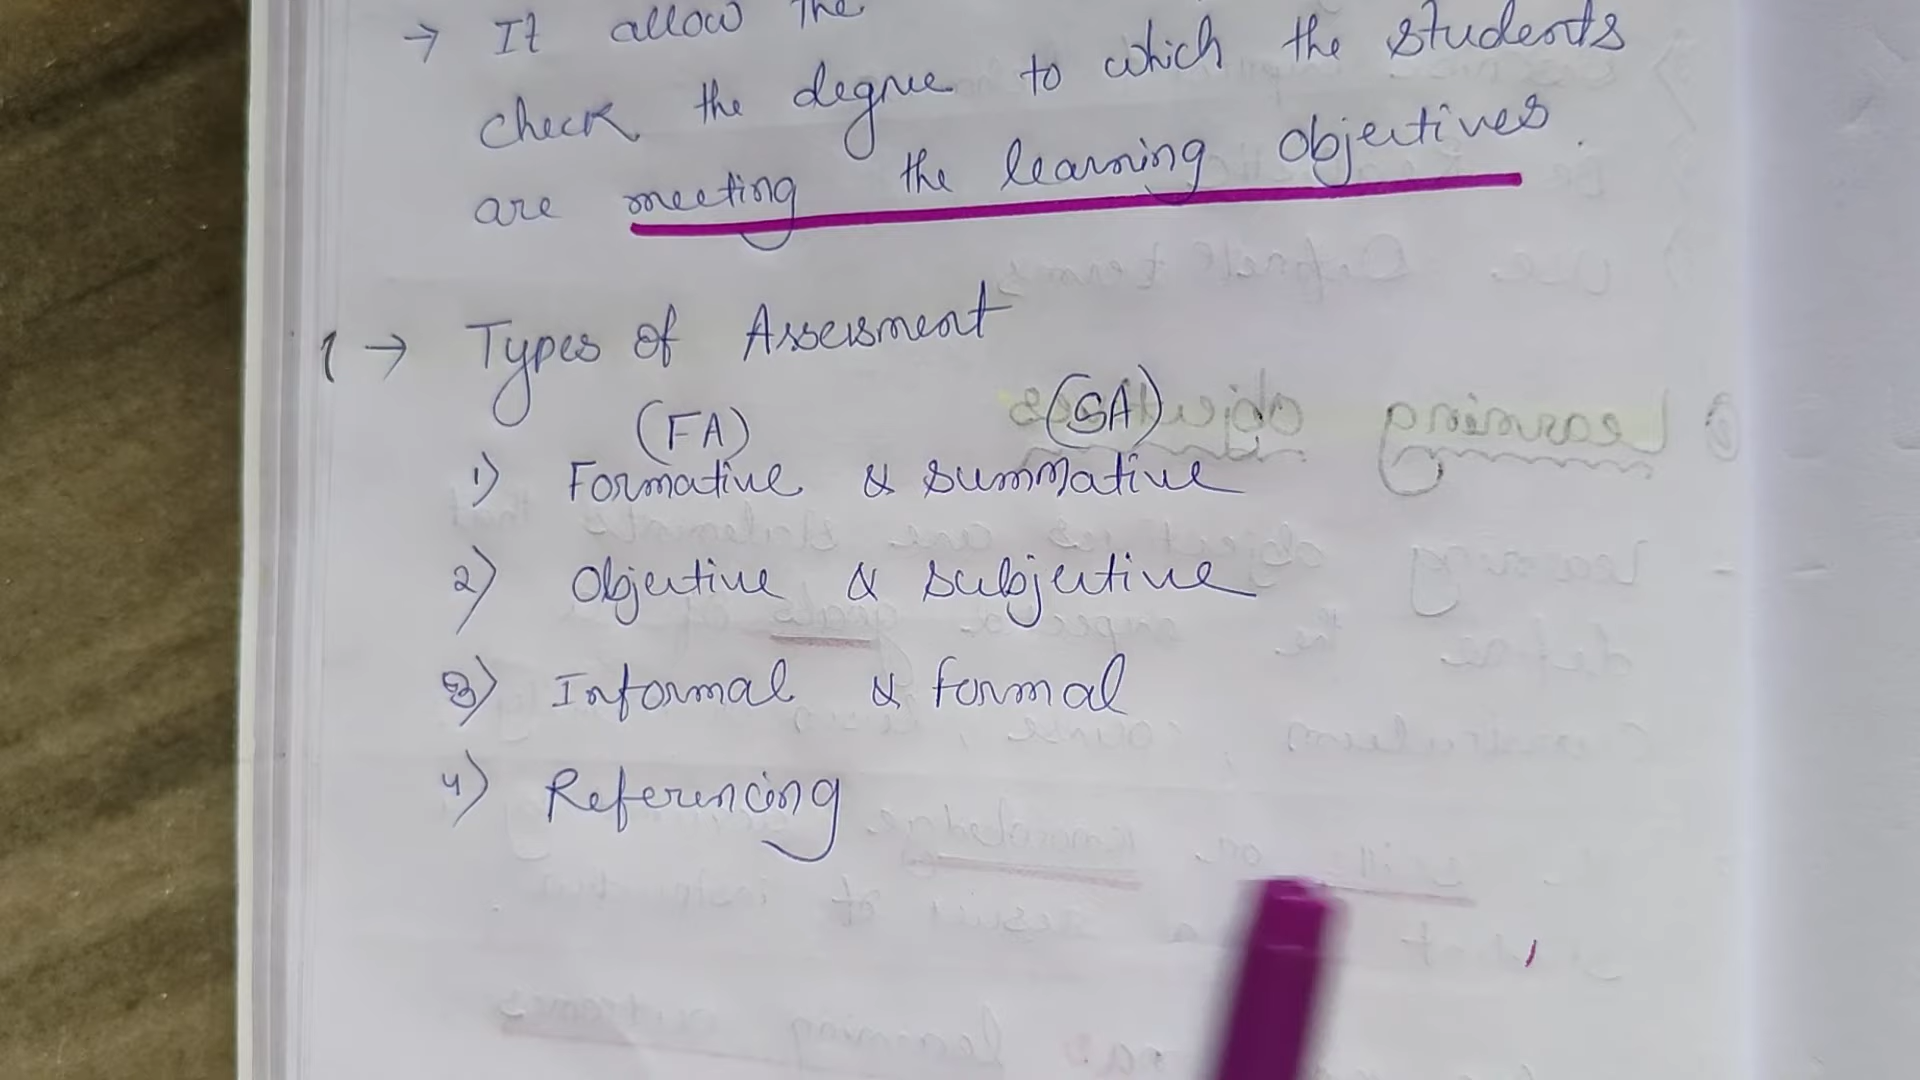 → It allow the
check the degree to which the students
are meeting the learning objectives.
→ Types of Assessment
(FA) (SA)
1) Formative & summative
2) Objective & subjective
3) Informal & formal
4) Referencing